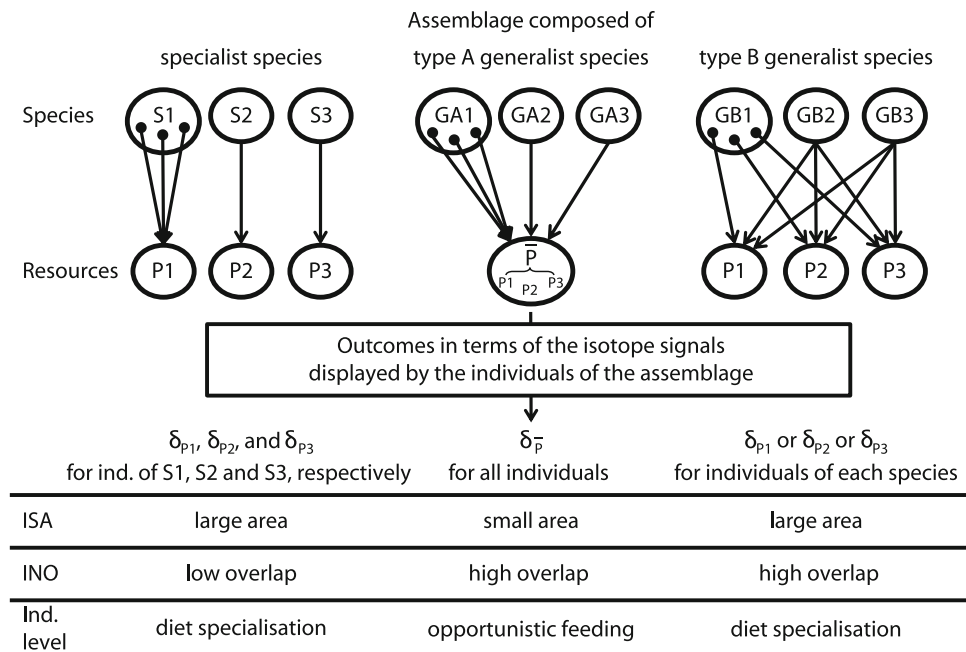 Assemblage composed of
specialist species type A generalist species type B generalist species
Species S1 S2 S3 GA1 GA2 GA3 GB1 GB2 GB3
Resources P1 P2 P3 P̅ P1 P2 P3
P1 P2 P3
Outcomes in terms of the isotope signals
displayed by the individuals of the assemblage
δP1, δP2, and δP3 δP̅ δP1 or δP2 or δP3
for ind. of S1, S2 and S3, respectively for all individuals for individuals of each species
ISA large area small area large area
INO low overlap high overlap high overlap
Ind.
level diet specialisation opportunistic feeding diet specialisation